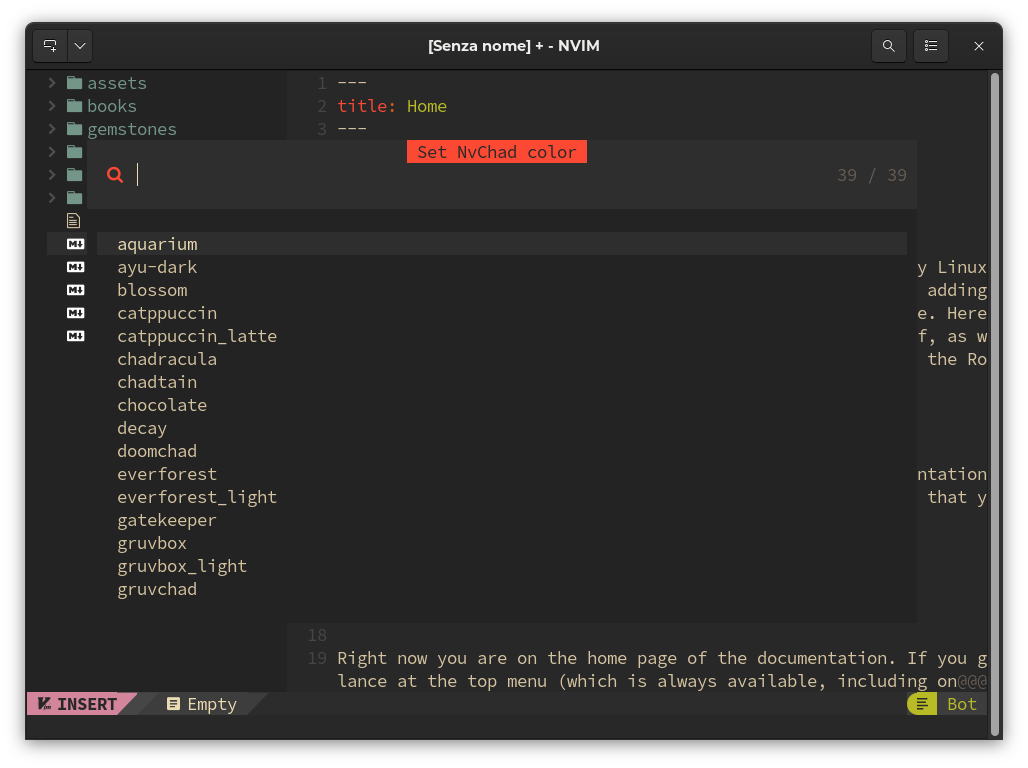 [Senza nome] + - NVIM
assets
books
gemstones
1 ---
2 title: Home
3 ---
Set NvChad color
39 / 39
aquarium
ayu-dark
y Linux
blossom
adding
catppuccin
e. Here
catppuccin_latte
f, as w
chadracula
the Ro
chadtain
chocolate
decay
doomchad
everforest
ntation
everforest_light
that y
gatekeeper
gruvbox
gruvbox_light
gruvchad
18
19 Right now you are on the home page of the documentation. If you g
lance at the top menu (which is always available, including on@@@
INSERT
Empty
Bot